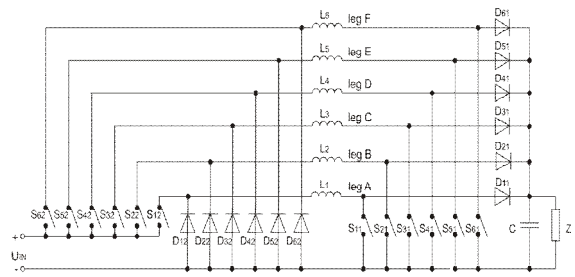 L6 leg F D61
L5 leg E D51
L4 leg D D41
L3 leg C D31
L2 leg B D21
L1 leg A D11
S62 S52 S42 S32 S22 S12
D12 D22 D32 D42 D52 D62
S11 S21 S31 S41 S51 S61
C Z
+
UIN
-